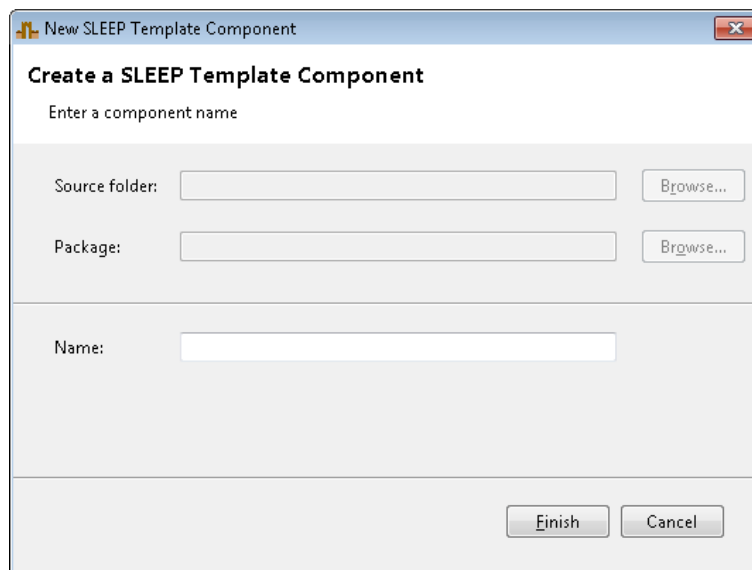 New SLEEP Template Component
Create a SLEEP Template Component
Enter a component name
Source folder:
Browse...
Package:
Browse...
Name:
Finish
Cancel